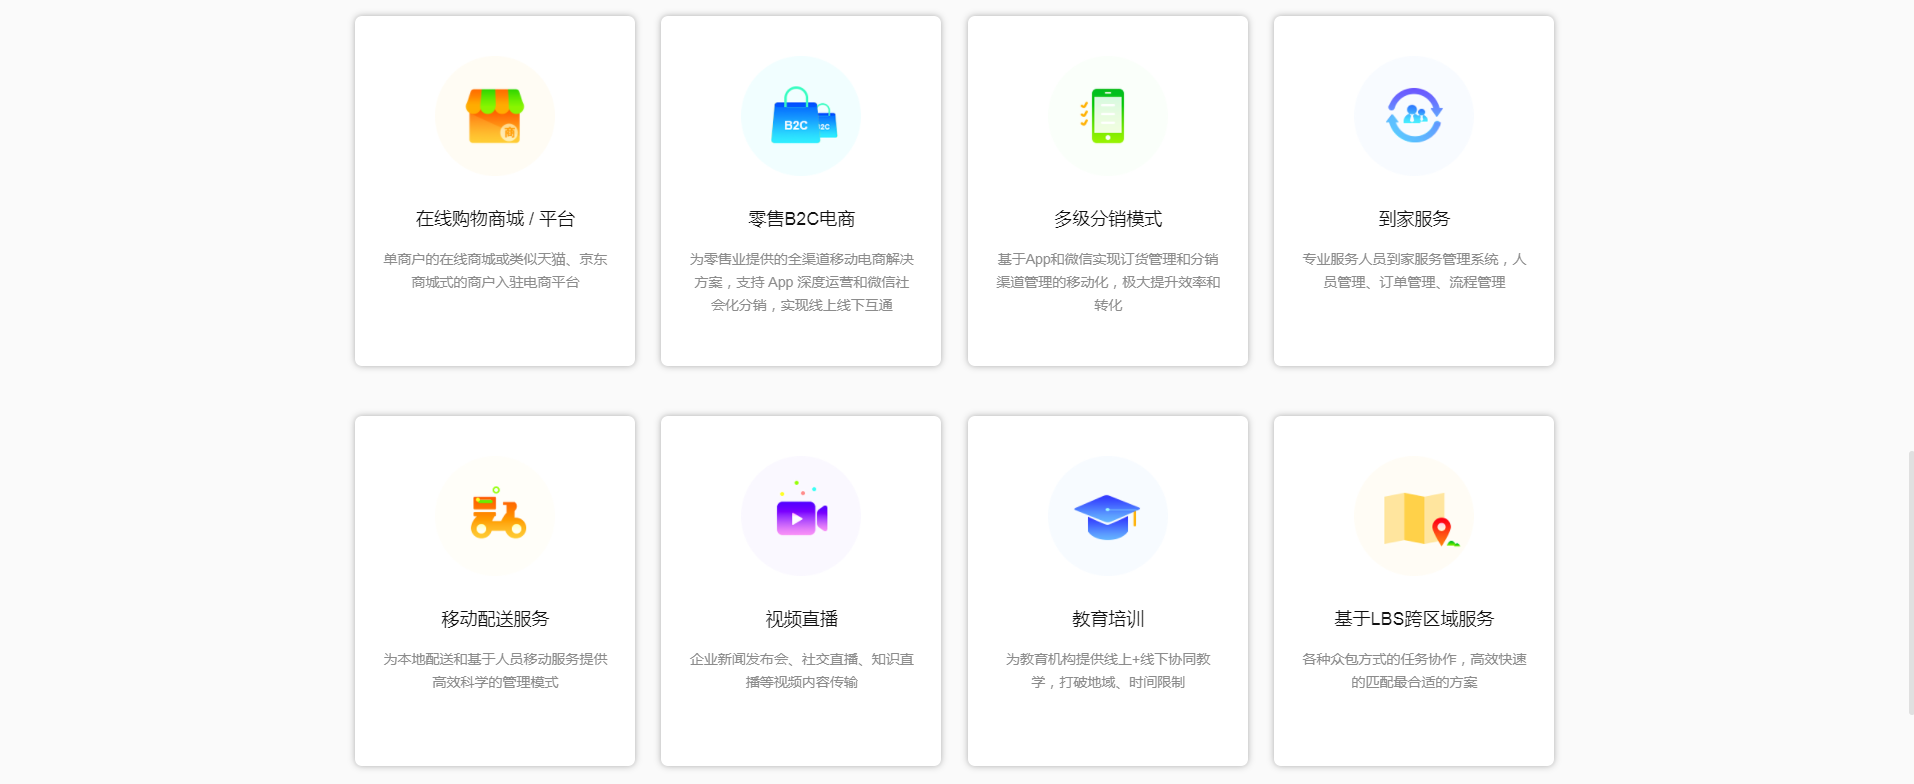 商
B2C
B2C
在线购物商城 / 平台
单商户的在线商城或类似天猫、京东
商城式的商户入驻电商平台
零售B2C电商
为零售业提供的全渠道移动电商解决
方案，支持 App 深度运营和微信社
会化分销，实现线上线下互通
多级分销模式
基于App和微信实现订货管理和分销
渠道管理的移动化，极大提升效率和
转化
到家服务
专业服务人员到家服务管理系统，人
员管理、订单管理、流程管理
移动配送服务
为本地配送和基于人员移动服务提供
高效科学的管理模式
视频直播
企业新闻发布会、社交直播、知识直
播等视频内容传输
教育培训
为教育机构提供线上+线下协同教
学，打破地域、时间限制
基于LBS跨区域服务
各种众包方式的任务协作，高效快速
的匹配最合适的方案